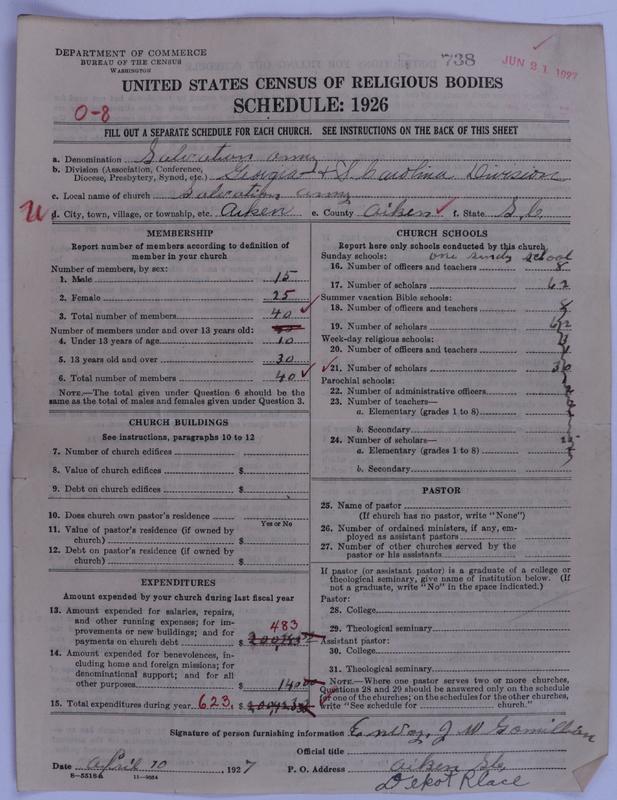 DEPARTMENT OF COMMERCE
BUREAU OF THE CENSUS
WASHINGTON
738
JUN 21 1927
UNITED STATES CENSUS OF RELIGIOUS BODIES
SCHEDULE: 1926
0-8
FILL OUT A SEPARATE SCHEDULE FOR EACH CHURCH. SEE INSTRUCTIONS ON THE BACK OF THIS SHEET
a. Denomination Salvation Army
b. Division (Association, Conference, Diocese, Presbytery, Synod, etc.) Georgia & S. Carolina Division
c. Local name of church Salvation Army
d. City, town, village, or township, etc. Aiken e. County Aiken f. State S.C.
MEMBERSHIP
Report number of members according to definition of
member in your church
Number of members, by sex:
1. Male 15
2. Female 25
3. Total number of members 40
Number of members under and over 13 years old:
4. Under 13 years of age 10
5. 13 years old and over 30
6. Total number of members 40
NOTE.—The total given under Question 6 should be
same as the total of males and females given under Question 3.
CHURCH BUILDINGS
See instructions, paragraphs 10 to 12
7. Number of church edifices
8. Value of church edifices $
9. Debt on church edifices $
10. Does church own pastor's residence
Yes or No
11. Value of pastor's residence (if owned by
church) $
12. Debt on pastor's residence (if owned by
church) $
EXPENDITURES
Amount expended by your church during last fiscal year
13. Amount expended for salaries, repairs,
and other running expenses; for im-
provements or new buildings; and for
payments on church debt $ 483
14. Amount expended for benevolences, in-
cluding home and foreign missions; for
denominational support; and for all
other purposes $ 140
15. Total expenditures during year 623. $
CHURCH SCHOOLS
Report here only schools conducted by this church
Sunday schools: one sundy school
16. Number of officers and teachers 8
17. Number of scholars 62
Summer vacation Bible schools:
18. Number of officers and teachers 8
19. Number of scholars 62
Week-day religious schools:
20. Number of officers and teachers
21. Number of scholars 30
Parochial schools:
22. Number of administrative officers
23. Number of teachers—
a. Elementary (grades 1 to 8)
b. Secondary
24. Number of scholars—
a. Elementary (grades 1 to 8)
b. Secondary
PASTOR
25. Name of pastor
(If church has no pastor, write "None")
26. Number of ordained ministers, if any, em-
ployed as assistant pastors
27. Number of other churches served by the
pastor or his assistants
If pastor (or assistant pastor) is a graduate of a college or
theological seminary, give name of institution below. (If
not a graduate, write "No" in the space indicated.)
Pastor:
28. College
29. Theological seminary
Assistant pastor:
30. College
31. Theological seminary
NOTE.—Where one pastor serves two or more churches,
Questions 28 and 29 should be answered only on the schedule
for one of the churches; on the schedules for the other churches,
write "See schedule for church."
Signature of person furnishing information J W Gomillion
Official title
Date April 10, 1927 P. O. Address Aiken S.C.
8-5518a 11-9054
Depot Place